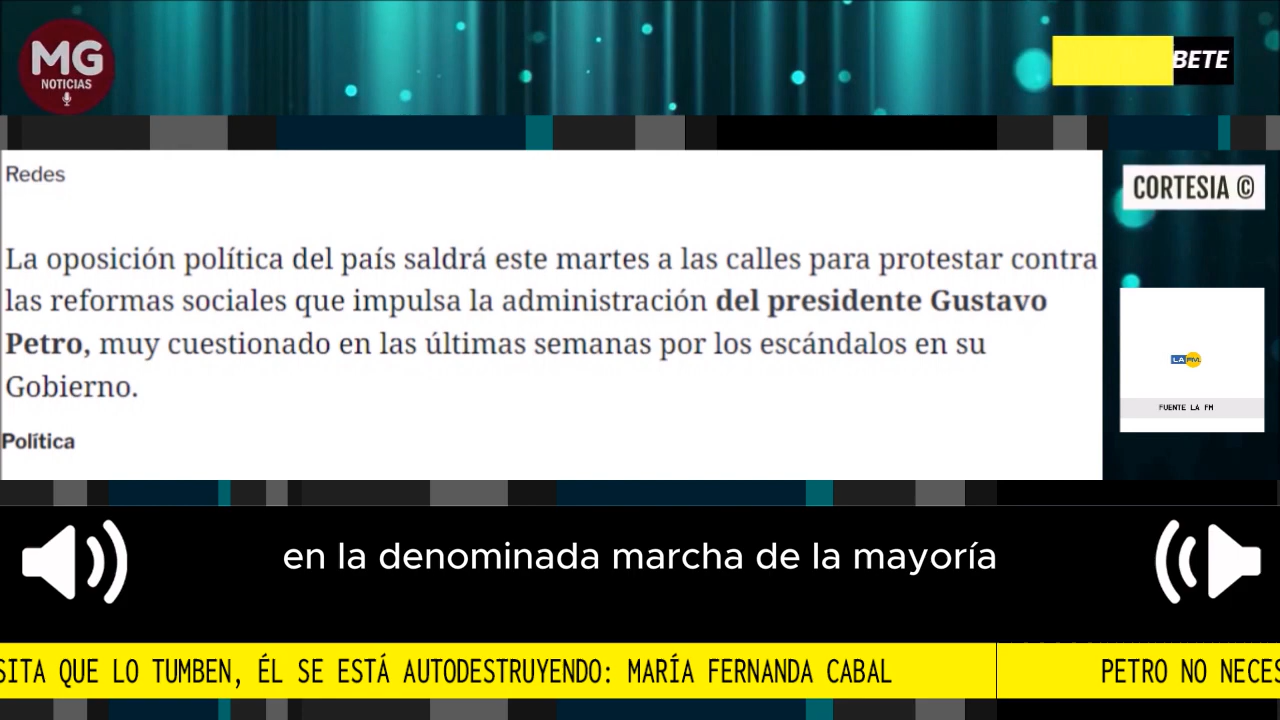 MG
NOTICIAS
BETE
Redes
CORTESIA ©
La oposición política del país saldrá este martes a las calles para protestar contra
las reformas sociales que impulsa la administración del presidente Gustavo
Petro, muy cuestionado en las últimas semanas por los escándalos en su
Gobierno.
LA FM
FUENTE LA FM
Política
en la denominada marcha de la mayoría
SITA QUE LO TUMBEN, ÉL SE ESTÁ AUTODESTRUYENDO: MARÍA FERNANDA CABAL
PETRO NO NECES